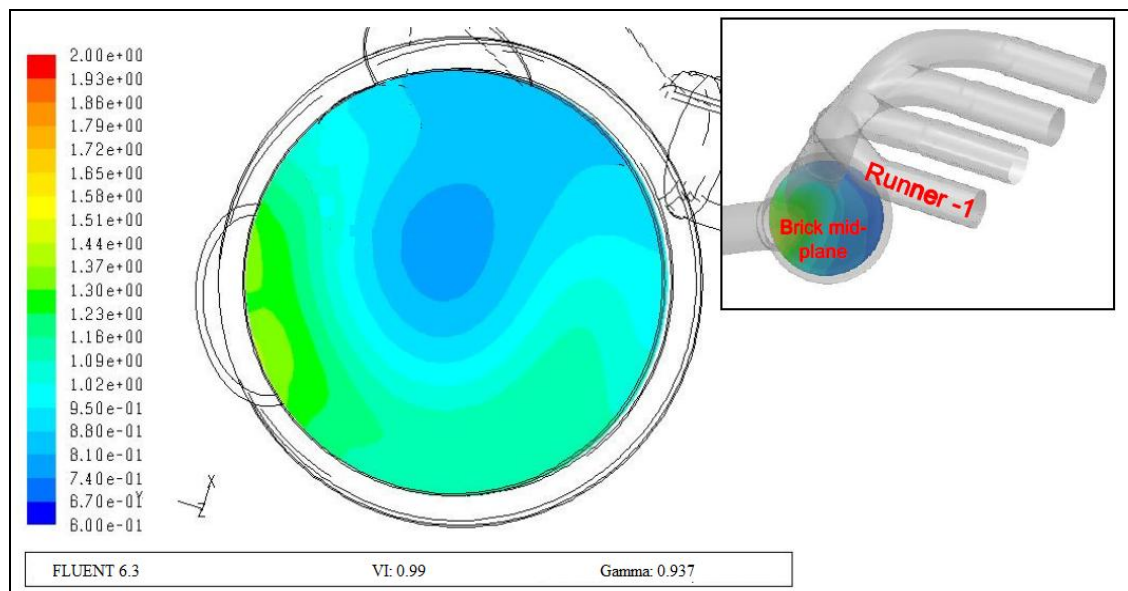 2.00e+00
1.93e+00
1.86e+00
1.79e+00
1.72e+00
1.65e+00
1.58e+00
1.51e+00
1.44e+00
1.37e+00
1.30e+00
1.23e+00
1.16e+00
1.09e+00
1.02e+00
9.50e-01
8.80e-01
8.10e-01
7.40e-01
6.70e-01
6.00e-01
Y
X
Z
Runner -1
Brick mid-
plane
FLUENT 6.3 VI: 0.99 Gamma: 0.937